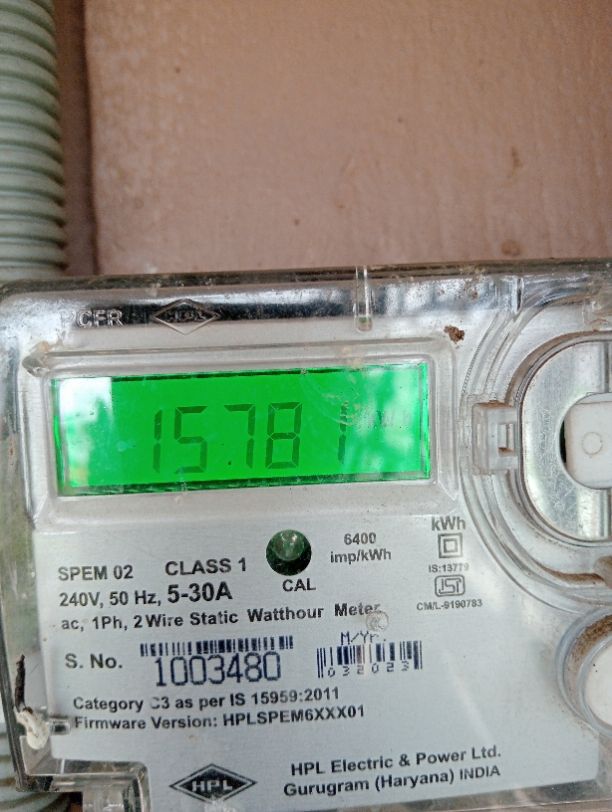 HPL
15781
6400
imp/kWh
kWh
IS:13779
CM/L-9190783
SPEM 02 CLASS 1
CAL
240V, 50 Hz, 5-30A
ac, 1Ph, 2 Wire Static Watthour Meter
M/Yr.
S. No. 1003480
032023
Category C3 as per IS 15959:2011
Firmware Version: HPLSPEM6XXX01
HPL
HPL Electric & Power Ltd.
Gurugram (Haryana) INDIA